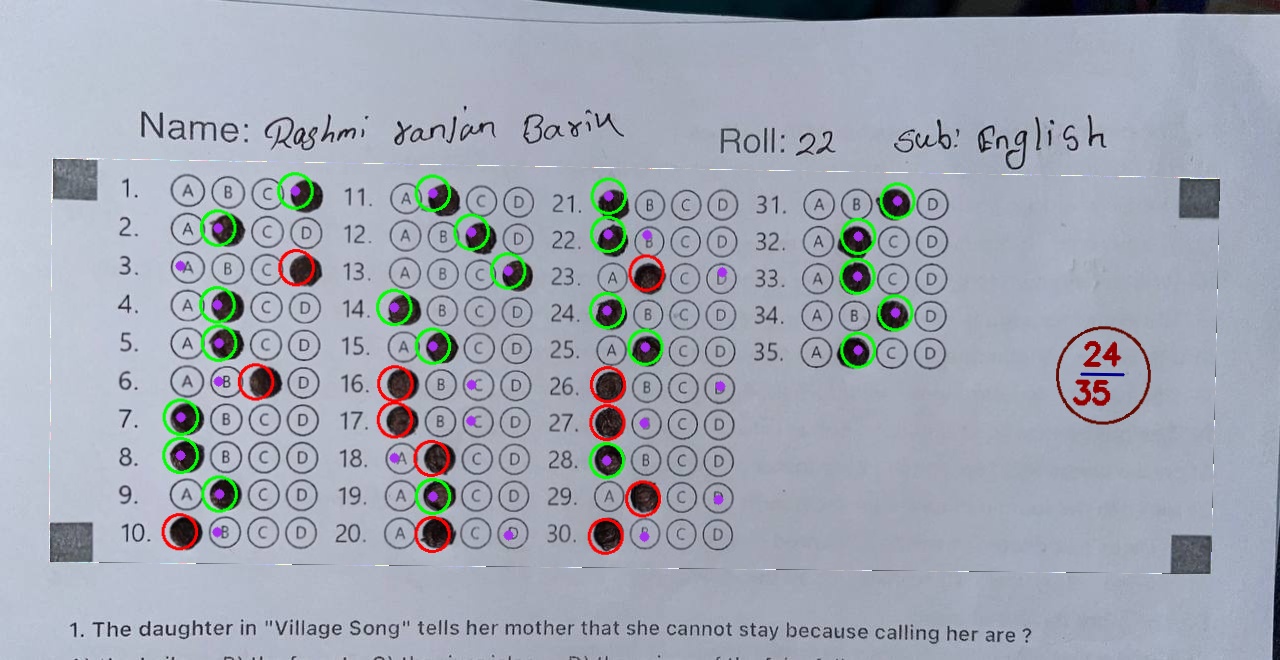 Name: Rashmi ranjan Barik Roll: 22 Sub: English
1. A B C 11. A C D 21. B C D 31. A B D
2. A C D 12. A B D 22. B C D 32. A C D
3. A B C 13. A B C 23. A C D 33. A C D
4. A C D 14. B C D 24. B C D 34. A B D
5. A C D 15. A C D 25. A C D 35. A C D
6. A B D 16. B C D 26. B C D
7. B C D 17. B C D 27. C D
8. B C D 18. A C D 28. B C D
9. A C D 19. A C D 29. A C D
10. B C D 20. A C D 30. B C D
24
35
1. The daughter in "Village Song" tells her mother that she cannot stay because calling her are ?